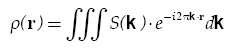 ρ(𝐫) = ∭ S(𝗸) · e^{-i2π𝗸·𝐫} d𝗸